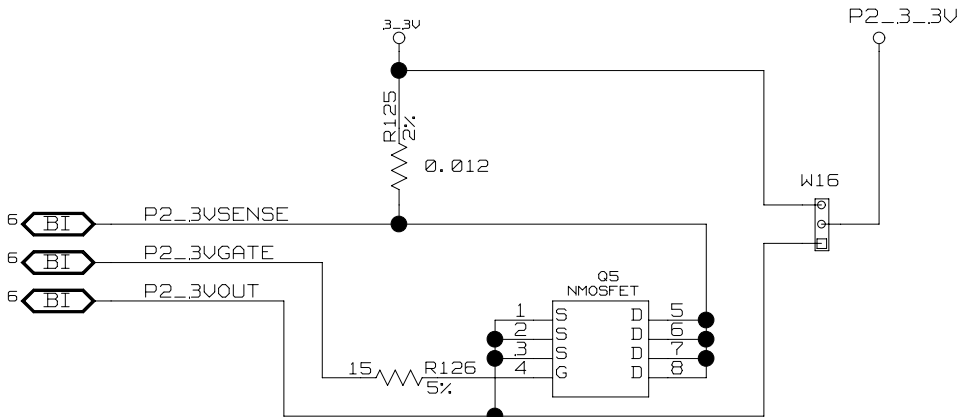 3_3V
P2_3_3V
R125
2%
0.012
W16
6 BI P2_3VSENSE
6 BI P2_3VGATE
6 BI P2_3VOUT
Q5
NMOSFET
1 S D 5
2 S D 6
3 S D 7
4 G D 8
15 R126
5%